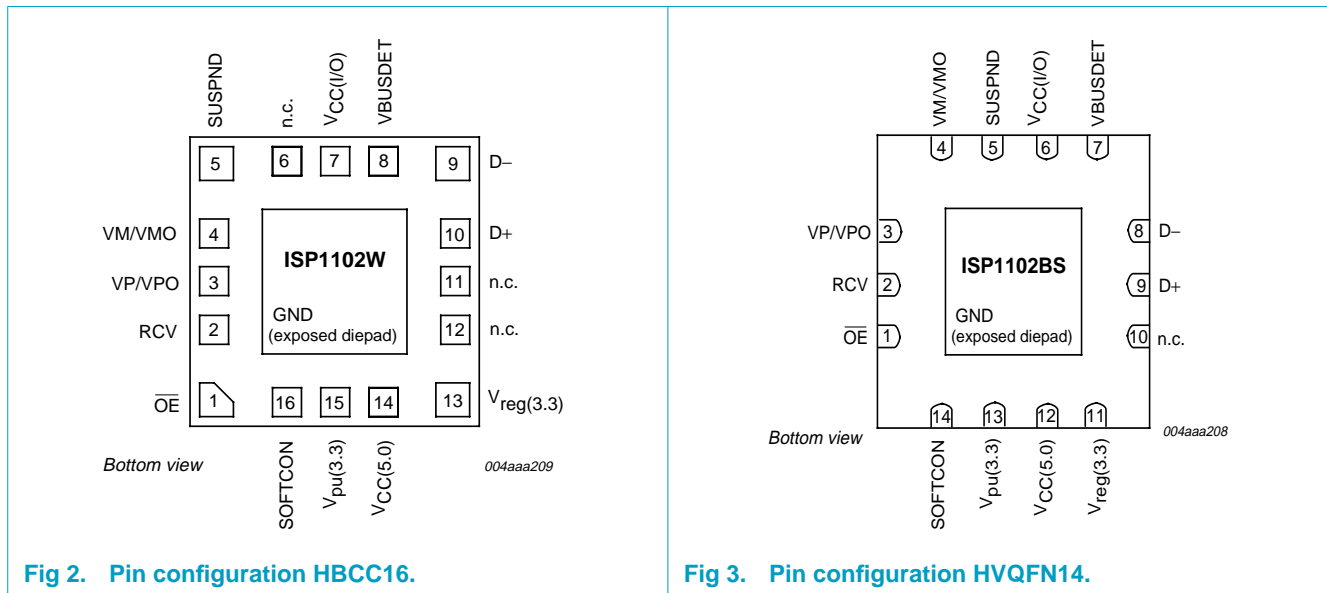 SUSPND
n.c.
VCC(I/O)
VBUSDET
5
6
7
8
9
D−
VM/VMO
4
10
D+
VP/VPO
3
11
n.c.
RCV
2
12
n.c.
ISP1102W
GND
(exposed diepad)
O̅E̅
1
16
15
14
13
Vreg(3.3)
SOFTCON
Vpu(3.3)
VCC(5.0)
Bottom view
004aaa209
Fig 2. Pin configuration HBCC16.
VM/VMO
SUSPND
VCC(I/O)
VBUSDET
4
5
6
7
VP/VPO
3
8
D−
RCV
2
9
D+
O̅E̅
1
10
n.c.
ISP1102BS
GND
(exposed diepad)
14
13
12
11
SOFTCON
Vpu(3.3)
VCC(5.0)
Vreg(3.3)
Bottom view
004aaa208
Fig 3. Pin configuration HVQFN14.